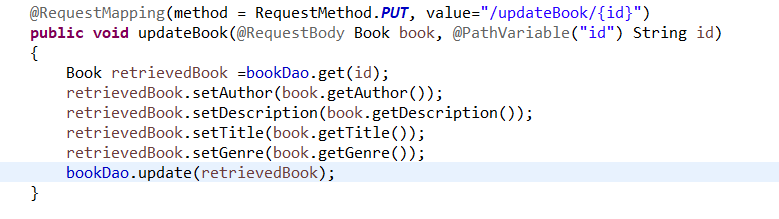 @RequestMapping(method = RequestMethod.PUT, value="/updateBook/{id}")
public void updateBook(@RequestBody Book book, @PathVariable("id") String id)
{
Book retrievedBook =bookDao.get(id);
retrievedBook.setAuthor(book.getAuthor());
retrievedBook.setDescription(book.getDescription());
retrievedBook.setTitle(book.getTitle());
retrievedBook.setGenre(book.getGenre());
bookDao.update(retrievedBook);
}